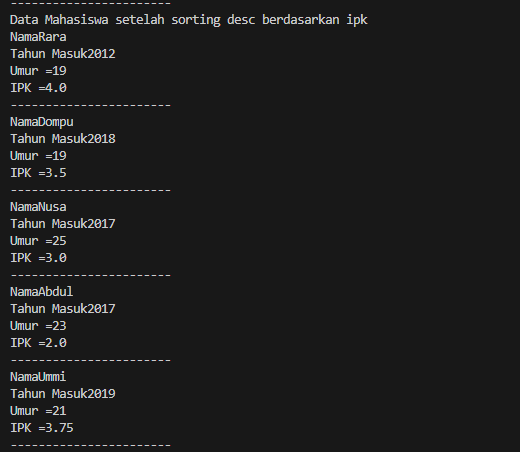 -----------------------
Data Mahasiswa setelah sorting desc berdasarkan ipk
NamaRara
Tahun Masuk2012
Umur =19
IPK =4.0
-----------------------
NamaDompu
Tahun Masuk2018
Umur =19
IPK =3.5
-----------------------
NamaNusa
Tahun Masuk2017
Umur =25
IPK =3.0
-----------------------
NamaAbdul
Tahun Masuk2017
Umur =23
IPK =2.0
-----------------------
NamaUmmi
Tahun Masuk2019
Umur =21
IPK =3.75
-----------------------